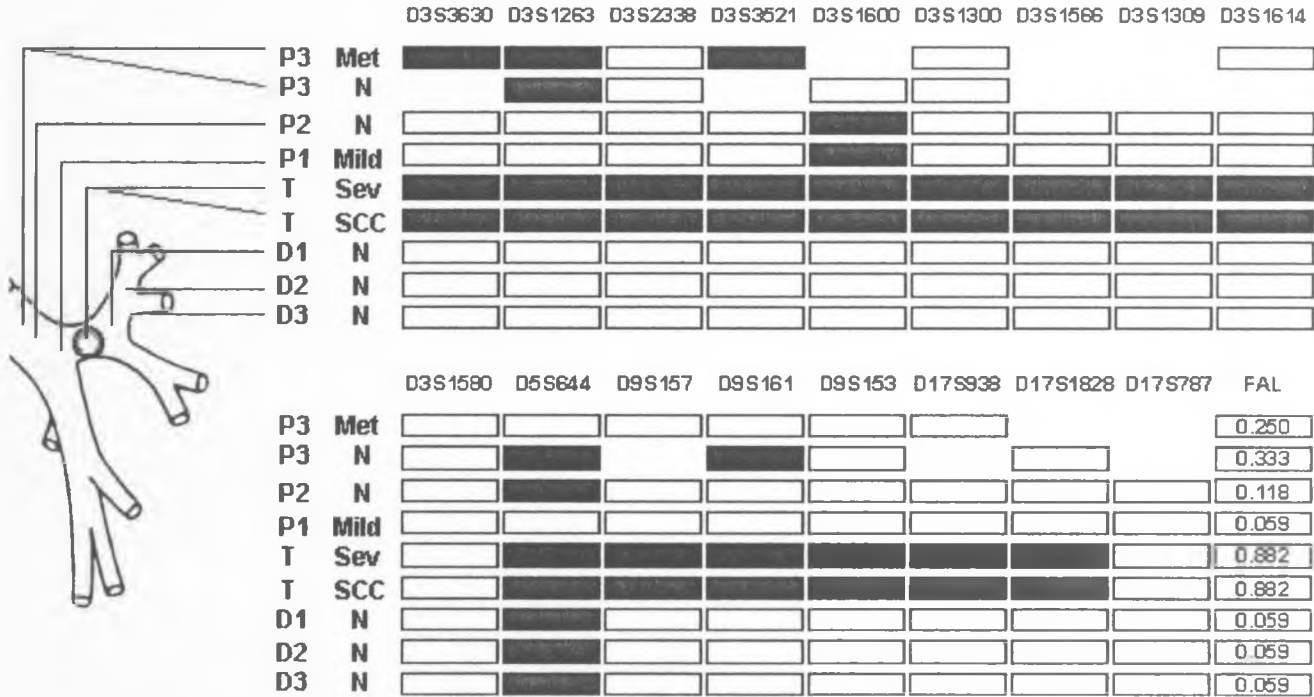 D3S3630 D3S1263 D3S2338 D3S3521 D3S1600 D3S1300 D3S1566 D3S1309 D3S1614
P3 Met
P3 N
P2 N
P1 Mild
T Sev
T SCC
D1 N
D2 N
D3 N
D3S1580 D5S644 D9S157 D9S161 D9S153 D17S938 D17S1828 D17S787 FAL
P3 Met 0.250
P3 N 0.333
P2 N 0.118
P1 Mild 0.059
T Sev 0.882
T SCC 0.882
D1 N 0.059
D2 N 0.059
D3 N 0.059